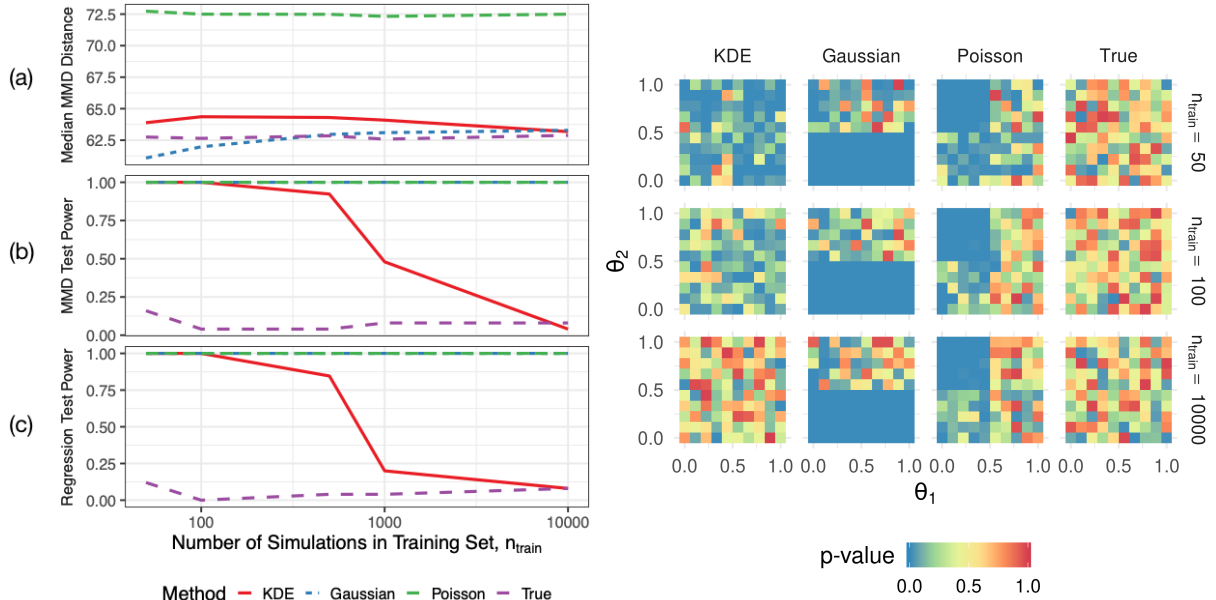 (a)
Median MMD Distance
72.5
70.0
67.5
65.0
62.5
(b)
MMD Test Power
1.00
0.75
0.50
0.25
0.00
(c)
Regression Test Power
1.00
0.75
0.50
0.25
0.00
100 1000 10000
Number of Simulations in Training Set, n_train
Method KDE Gaussian Poisson True
KDE Gaussian Poisson True
θ2
1.0
0.5
0.0
n_train = 50
1.0
0.5
0.0
n_train = 100
1.0
0.5
0.0
n_train = 10000
0.0 0.5 1.0 0.0 0.5 1.0 0.0 0.5 1.0 0.0 0.5 1.0
θ1
p-value
0.0 0.5 1.0